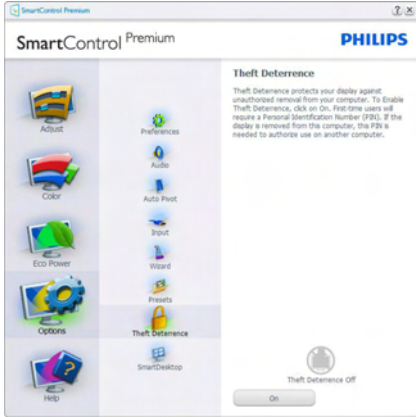 SmartControl Premium
SmartControl Premium
PHILIPS
Adjust
Color
Eco Power
Options
Help
Preferences
Audio
Auto Pivot
Input
Wizard
Presets
Theft Deterrence
SmartDesktop
Theft Deterrence
Theft Deterrence protects your deplay against
unauthorized removal from your computer. To Enable
Theft Deterrence, click on On. First-time users will
require a Personal Identification Number (PIN). If the
deplay is removed from this computer, this PIN is
needed to authorize use on another computer.
Theft Deterrence Off
On